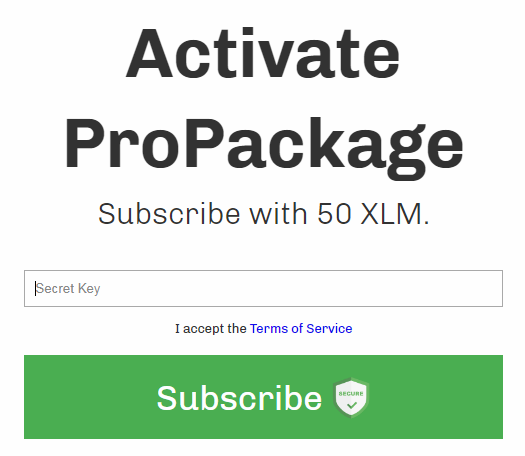 Activate
ProPackage
Subscribe with 50 XLM.
Secret Key
I accept the Terms of Service
Subscribe
SECURE